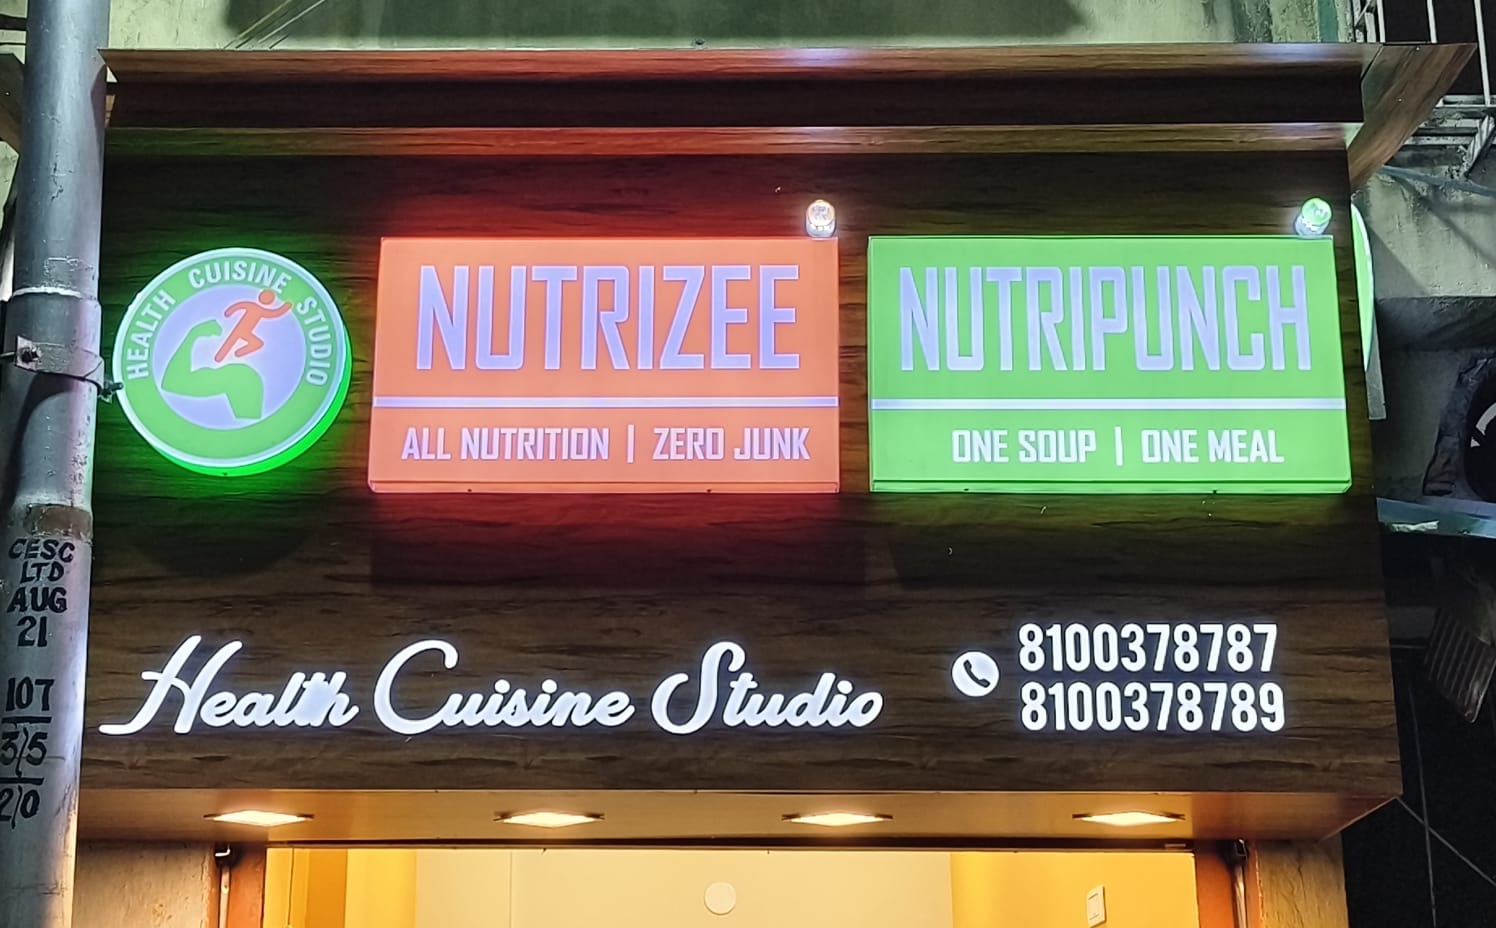 HEALTH CUISINE STUDIO
NUTRIZEE
ALL NUTRITION | ZERO JUNK
NUTRIPUNCH
ONE SOUP | ONE MEAL
Health Cuisine Studio
8100378787
8100378789
CESC
LTD
AUG
21
107
5/5
2/0